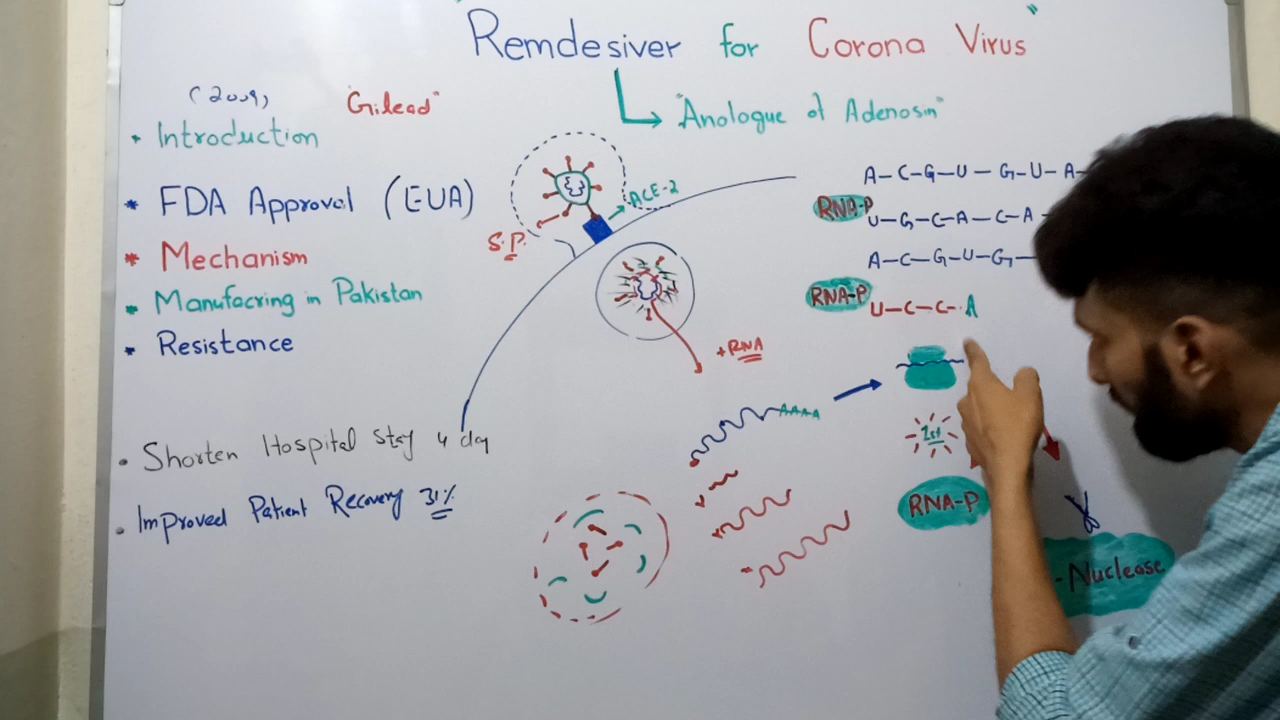 "Remdesiver for Corona Virus"
"Anologue of Adenosin"
(2009) "Gilead"
• Introduction
• FDA Approval (EUA)
* Mechanism
• Manufacring in Pakistan
• Resistance
• Shorten Hospital Stay 4 day
• Improved Patient Recovery 31%
S.P.
ACE-2
+RNA
AAAA
A-C-G-U-G-U-A-
RNA-P
U-G-C-A-C-A
A-C-G-U-G-
RNA-P
U-C-C-A
1st
RNA-P
-Nuclease